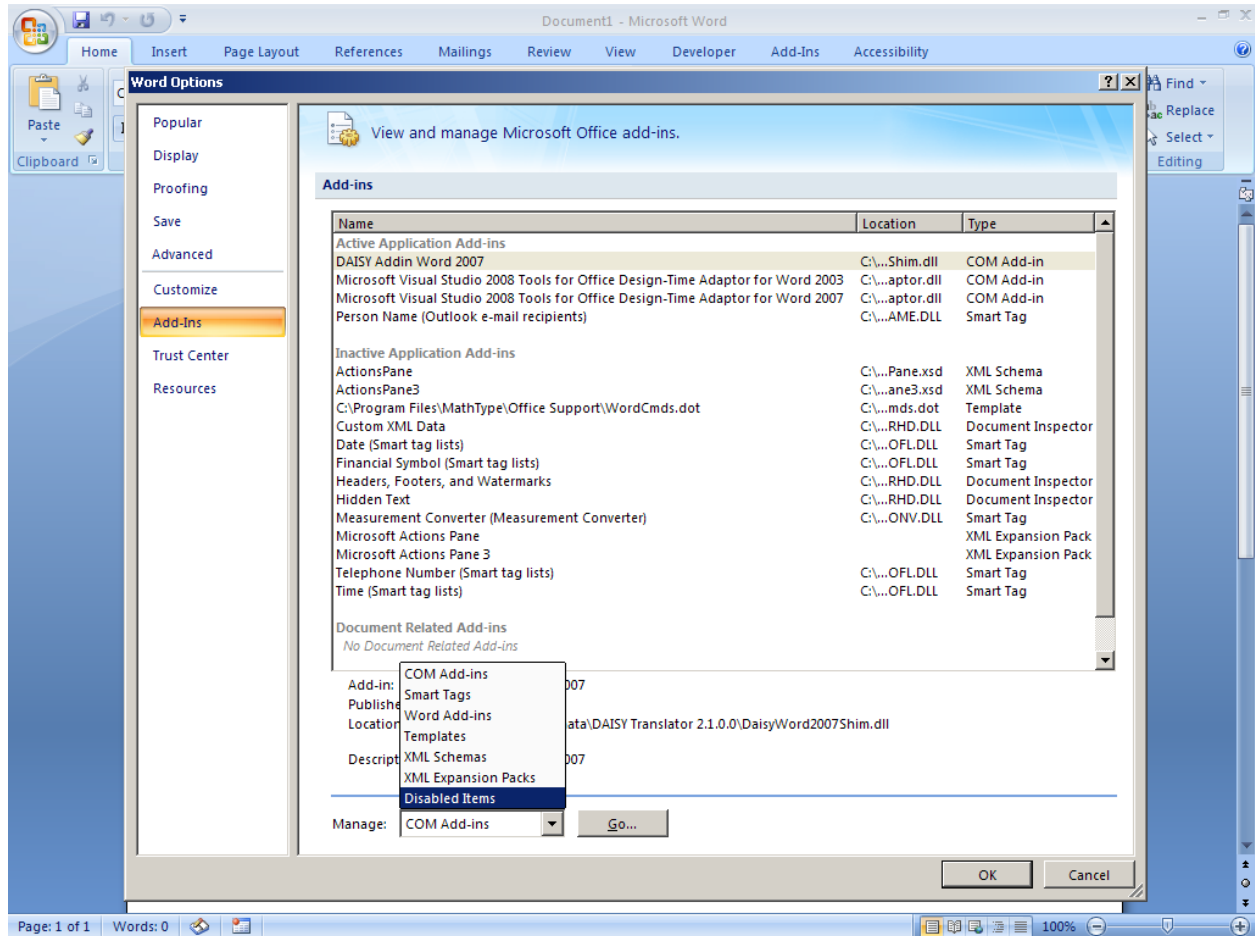 Document1 - Microsoft Word
Home Insert Page Layout References Mailings Review View Developer Add-Ins Accessibility
Word Options
Paste
Clipboard
Find
Replace
Select
Editing
Popular
Display
Proofing
Save
Advanced
Customize
Add-Ins
Trust Center
Resources
View and manage Microsoft Office add-ins.
Add-ins
Name Location Type
Active Application Add-ins
DAISY Addin Word 2007 C:\...Shim.dll COM Add-in
Microsoft Visual Studio 2008 Tools for Office Design-Time Adaptor for Word 2003 C:\...aptor.dll COM Add-in
Microsoft Visual Studio 2008 Tools for Office Design-Time Adaptor for Word 2007 C:\...aptor.dll COM Add-in
Person Name (Outlook e-mail recipients) C:\...AME.DLL Smart Tag
Inactive Application Add-ins
ActionsPane C:\...Pane.xsd XML Schema
ActionsPane3 C:\...ane3.xsd XML Schema
C:\Program Files\MathType\Office Support\WordCmds.dot C:\...mds.dot Template
Custom XML Data C:\...RHD.DLL Document Inspector
Date (Smart tag lists) C:\...OFL.DLL Smart Tag
Financial Symbol (Smart tag lists) C:\...OFL.DLL Smart Tag
Headers, Footers, and Watermarks C:\...RHD.DLL Document Inspector
Hidden Text C:\...RHD.DLL Document Inspector
Measurement Converter (Measurement Converter) C:\...ONV.DLL Smart Tag
Microsoft Actions Pane XML Expansion Pack
Microsoft Actions Pane 3 XML Expansion Pack
Telephone Number (Smart tag lists) C:\...OFL.DLL Smart Tag
Time (Smart tag lists) C:\...OFL.DLL Smart Tag
Document Related Add-ins
No Document Related Add-ins
Add-in: 007
Publishe
Location ata\DAISY Translator 2.1.0.0\DaisyWord2007Shim.dll
Descript 007
COM Add-ins
Smart Tags
Word Add-ins
Templates
XML Schemas
XML Expansion Packs
Disabled Items
Manage: COM Add-ins Go...
OK Cancel
Page: 1 of 1 Words: 0 100%